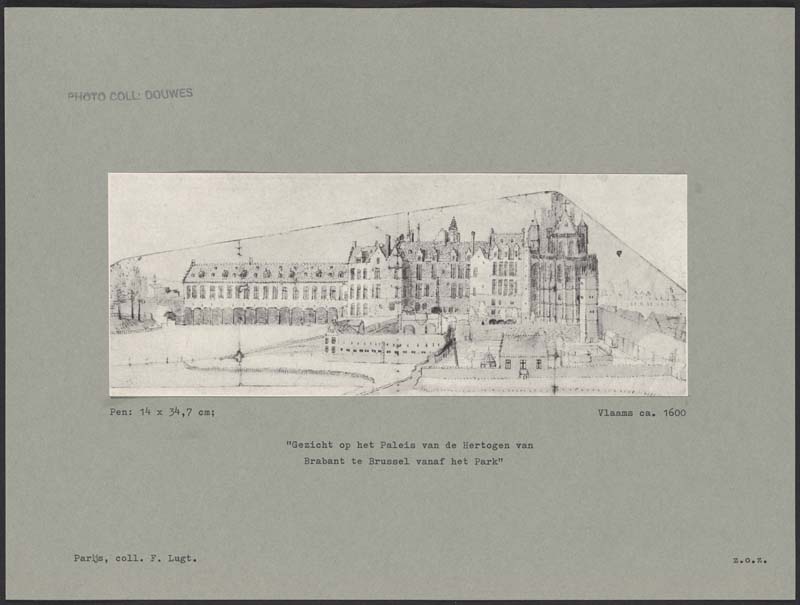 PHOTO COLL: DOUWES
Pen: 14 x 34,7 cm;
Vlaams ca. 1600
"Gezicht op het Paleis van de Hertogen van
Brabant te Brussel vanaf het Park"
Parijs, coll. F. Lugt.
z.o.z.